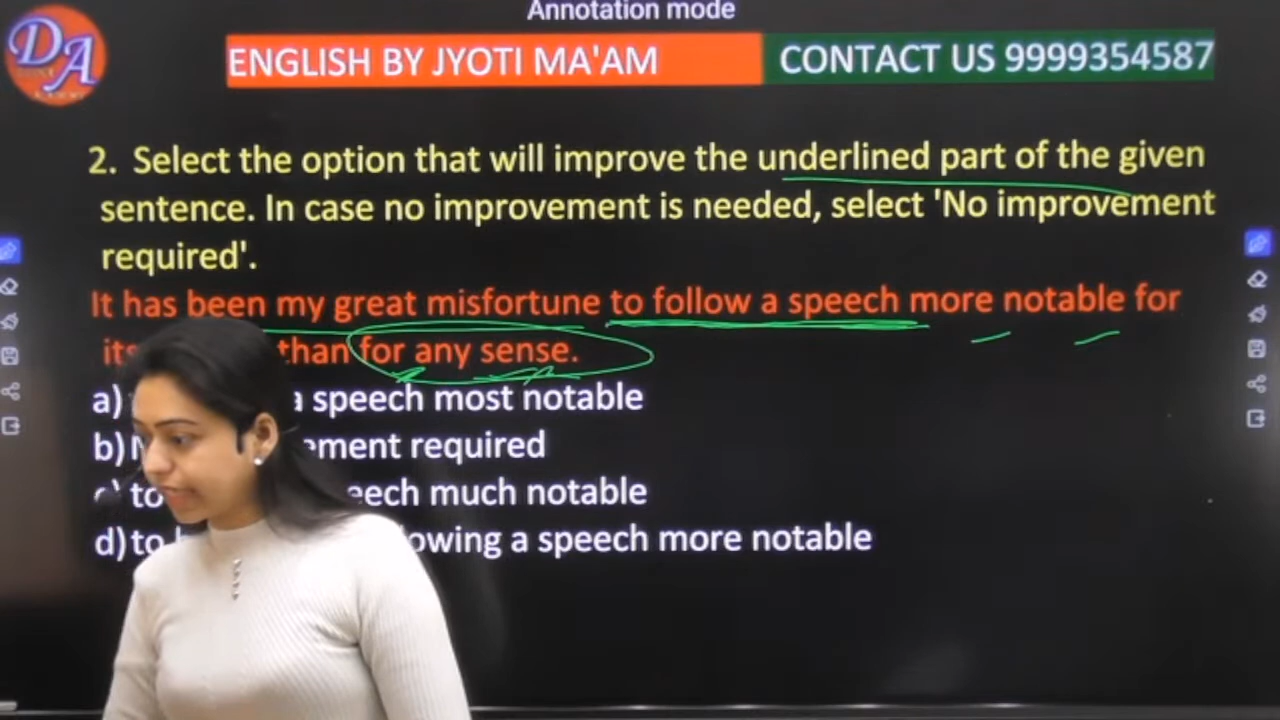 Annotation mode
DA
ENGLISH BY JYOTI MA'AM CONTACT US 9999354587
2. Select the option that will improve the underlined part of the given
sentence. In case no improvement is needed, select 'No improvement
required'.
It has been my great misfortune to follow a speech more notable for
its than for any sense.
a) a speech most notable
b) required
to much notable
d) to a speech more notable